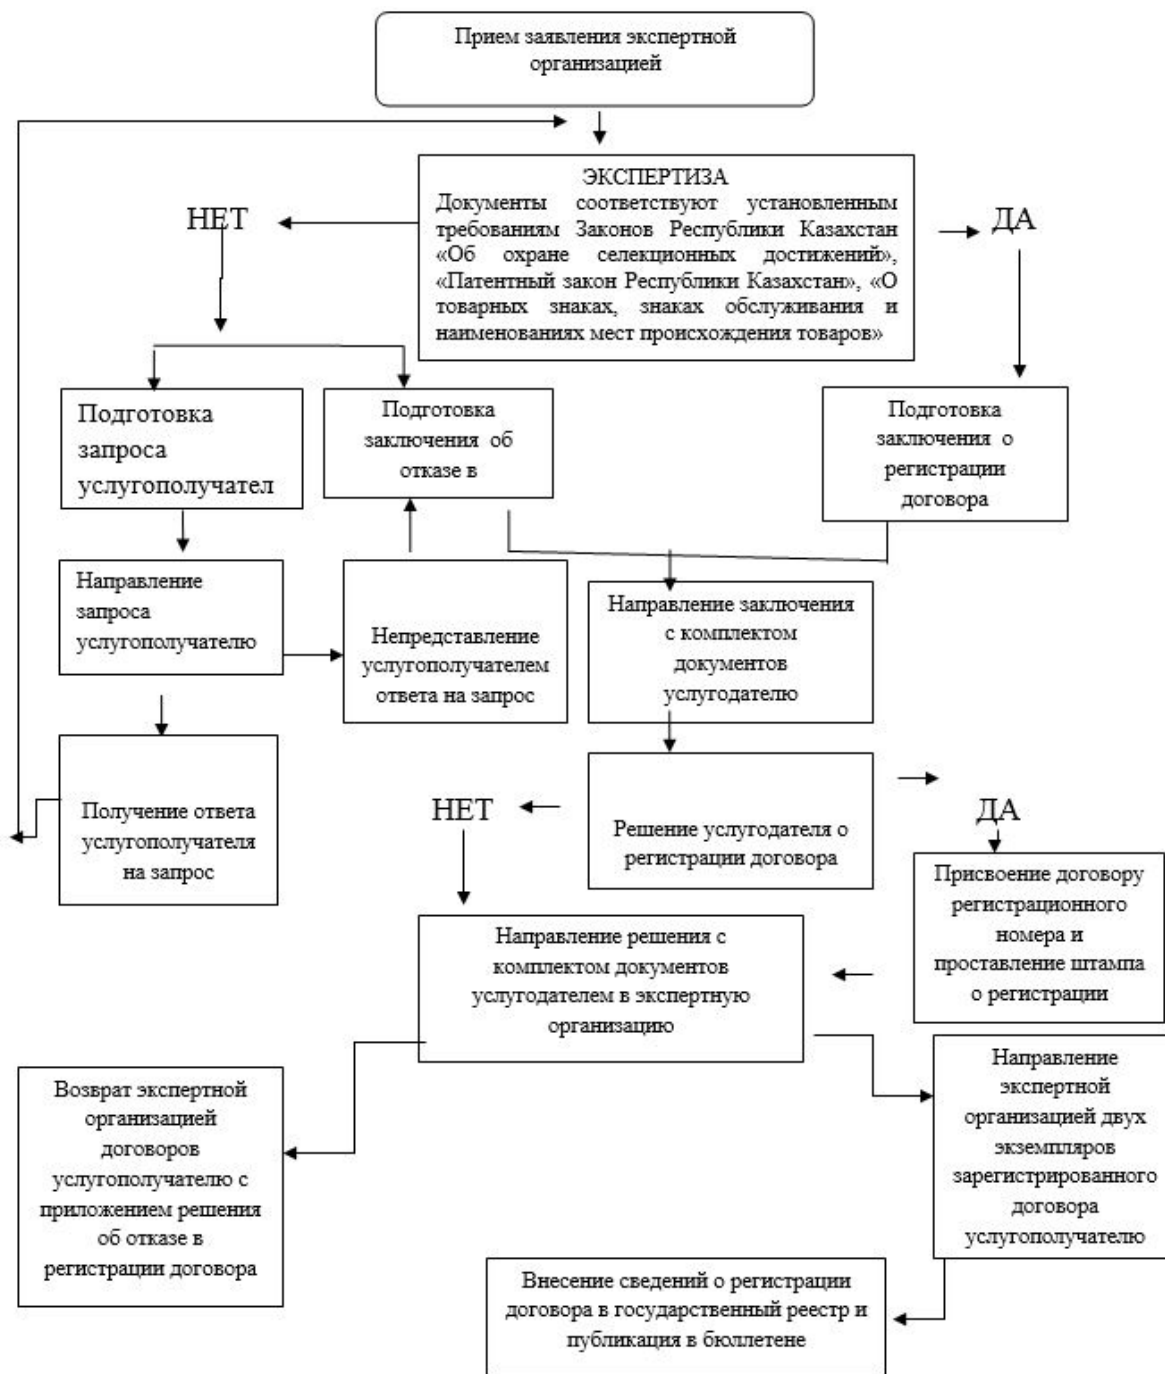 Прием заявления экспертной
организацией
ЭКСПЕРТИЗА
Документы соответствуют установленным
требованиям Законов Республики Казахстан
«Об охране селекционных достижений»,
«Патентный закон Республики Казахстан», «О
товарных знаках, знаках обслуживания и
наименованиях мест происхождения товаров»
НЕТ
ДА
Подготовка
запроса
услугополучател
Подготовка
заключения об
отказе в
Подготовка
заключения о
регистрации
договора
Направление
запроса
услугополучателю
Непредставление
услугополучателем
ответа на запрос
Направление заключения
с комплектом
документов
услугодателю
Получение ответа
услугополучателя
на запрос
НЕТ
Решение услугодателя о
регистрации договора
ДА
Присвоение договору
регистрационного
номера и
проставление штампа
о регистрации
Направление решения с
комплектом документов
услугодателем в экспертную
организацию
Возврат экспертной
организацией
договоров
услугополучателю с
приложением решения
об отказе в
регистрации договора
Направление
экспертной
организацией двух
экземпляров
зарегистрированного
договора
услугополучателю
Внесение сведений о регистрации
договора в государственный реестр и
публикация в бюллетене